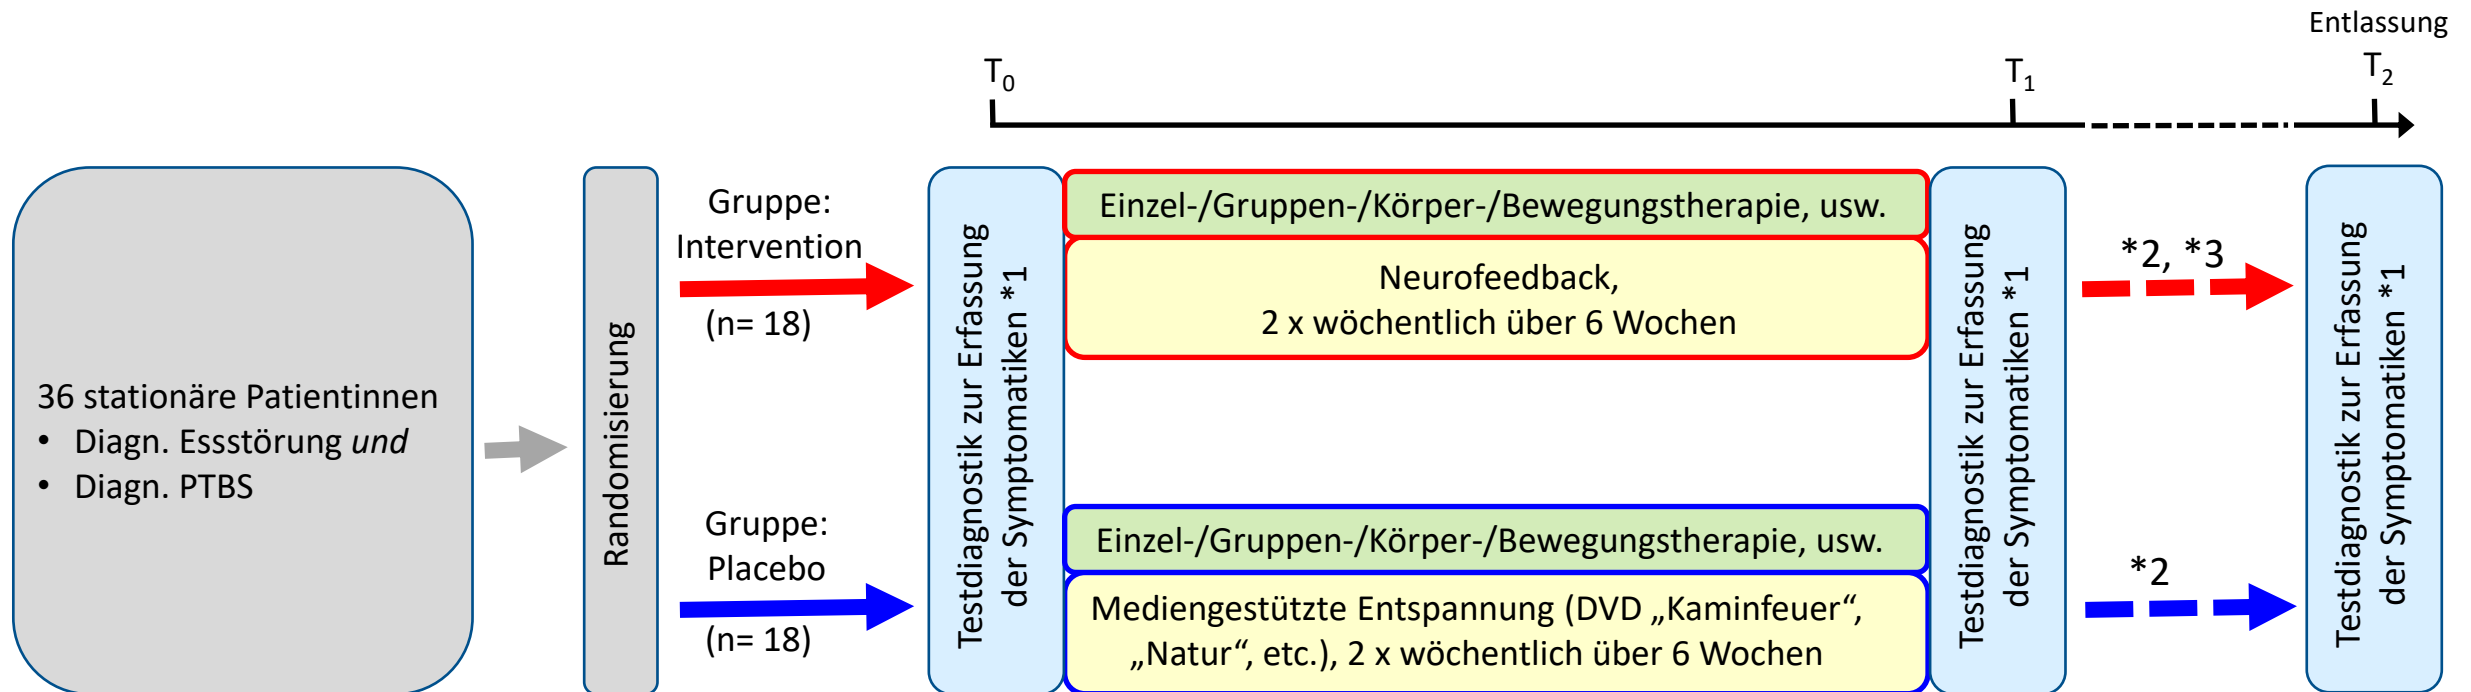 Entlassung
T0
T1
T2
36 stationäre Patientinnen
• Diagn. Essstörung und
• Diagn. PTBS
Randomisierung
Gruppe:
Intervention
(n= 18)
Gruppe:
Placebo
(n= 18)
Testdiagnostik zur Erfassung
der Symptomatiken *1
Einzel-/Gruppen-/Körper-/Bewegungstherapie, usw.
Neurofeedback,
2 x wöchentlich über 6 Wochen
Einzel-/Gruppen-/Körper-/Bewegungstherapie, usw.
Mediengestützte Entspannung (DVD „Kaminfeuer“,
„Natur“, etc.), 2 x wöchentlich über 6 Wochen
Testdiagnostik zur Erfassung
der Symptomatiken *1
*2, *3
*2
Testdiagnostik zur Erfassung
der Symptomatiken *1